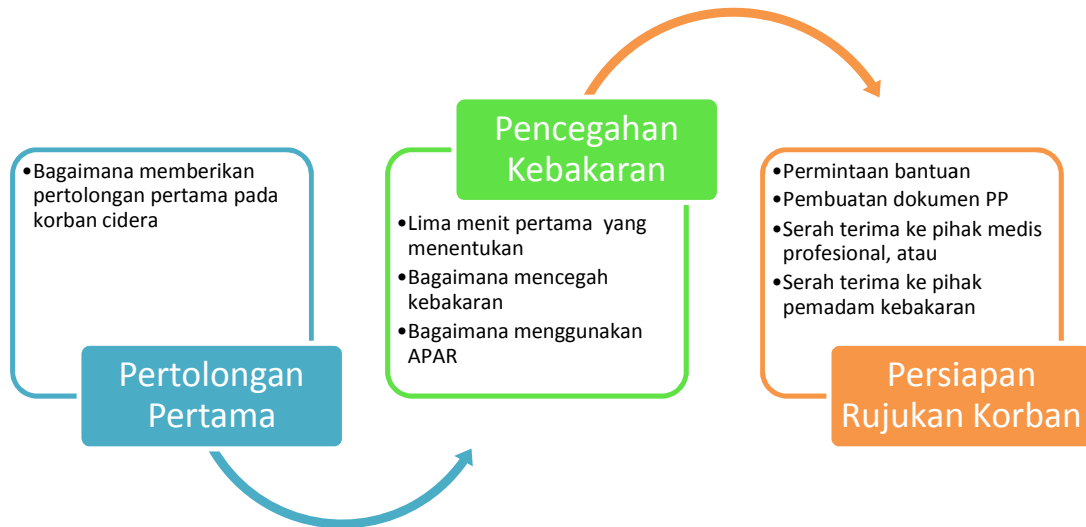 •Bagaimana memberikan
pertolongan pertama pada
korban cidera
Pertolongan
Pertama
Pencegahan
Kebakaran
•Lima menit pertama yang
menentukan
•Bagaimana mencegah
kebakaran
•Bagaimana menggunakan
APAR
•Permintaan bantuan
•Pembuatan dokumen PP
•Serah terima ke pihak medis
profesional, atau
•Serah terima ke pihak
pemadam kebakaran
Persiapan
Rujukan Korban